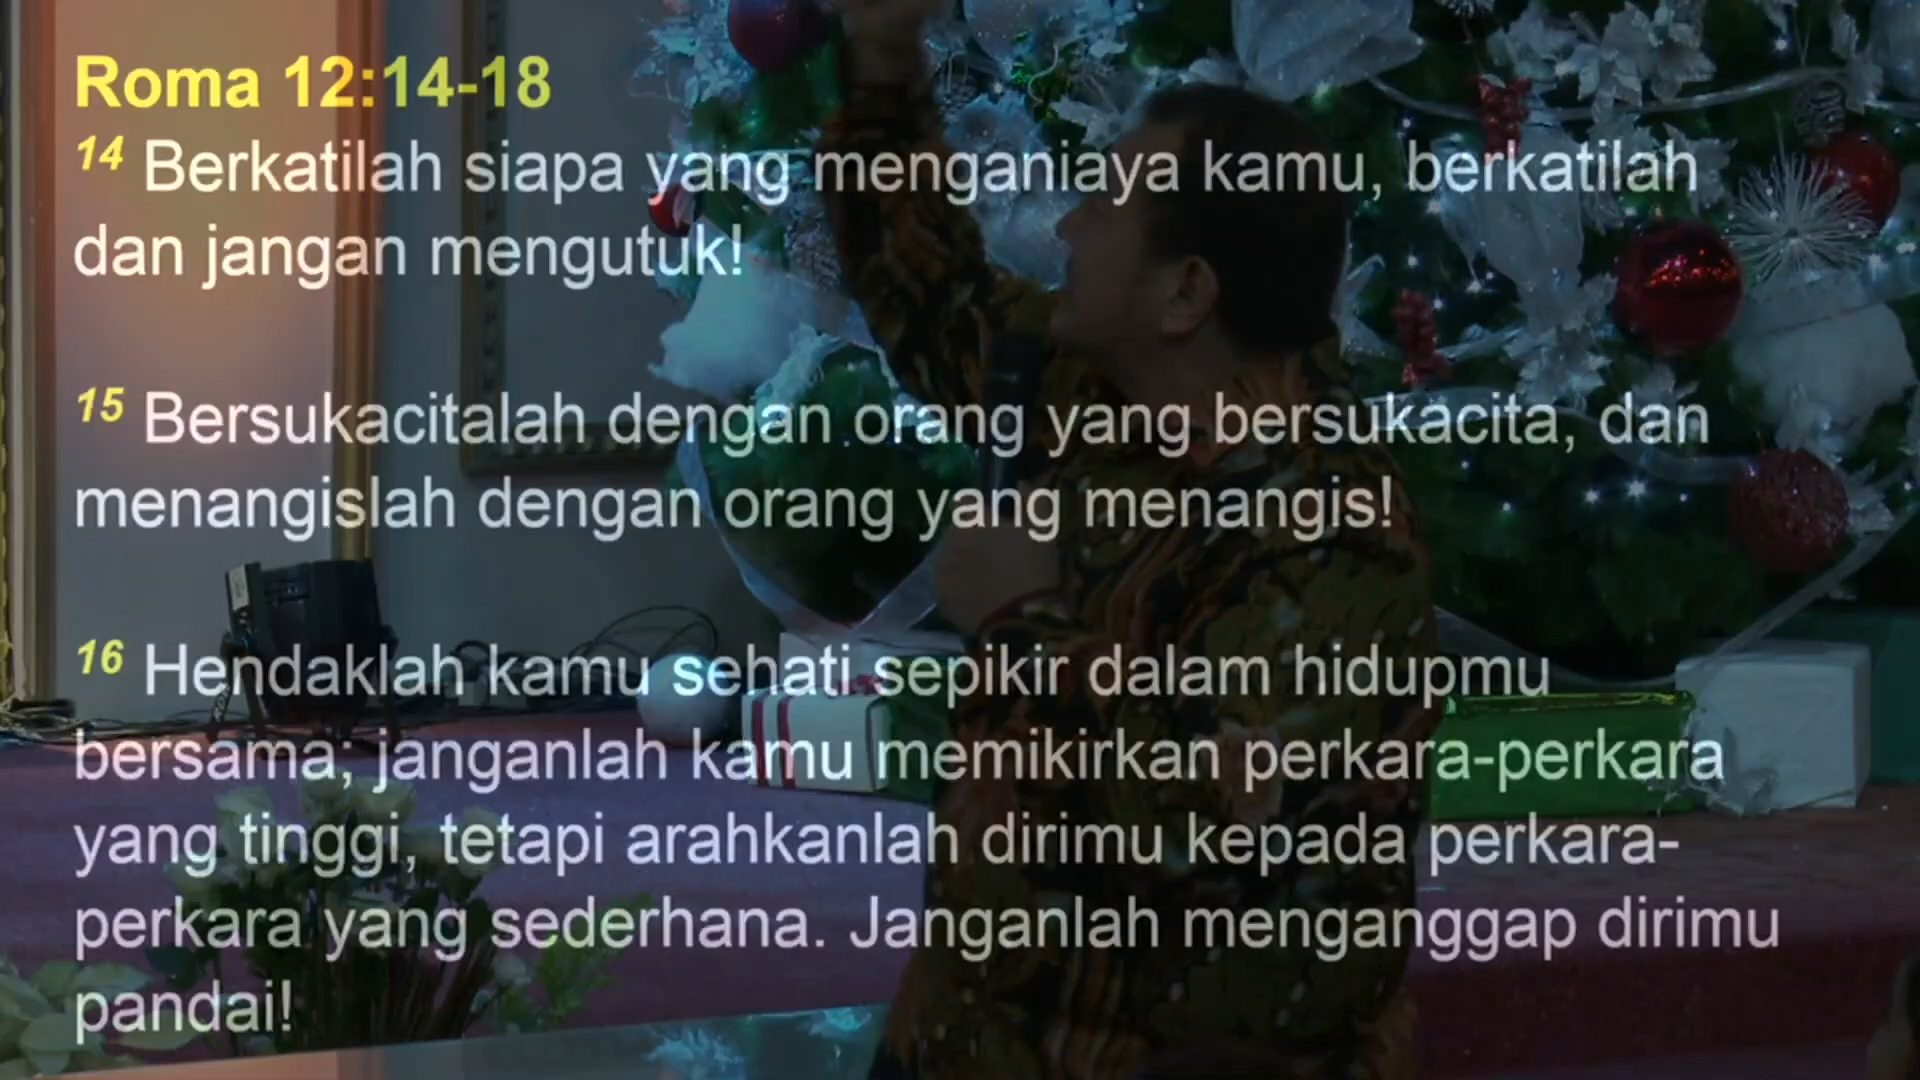 Roma 12:14-18
14 Berkatilah siapa yang menganiaya kamu, berkatilah
dan jangan mengutuk!
15 Bersukacitalah dengan orang yang bersukacita, dan
menangislah dengan orang yang menangis!
16 Hendaklah kamu sehati sepikir dalam hidupmu
bersama; janganlah kamu memikirkan perkara-perkara
yang tinggi, tetapi arahkanlah dirimu kepada perkara-
perkara yang sederhana. Janganlah menganggap dirimu
pandai!